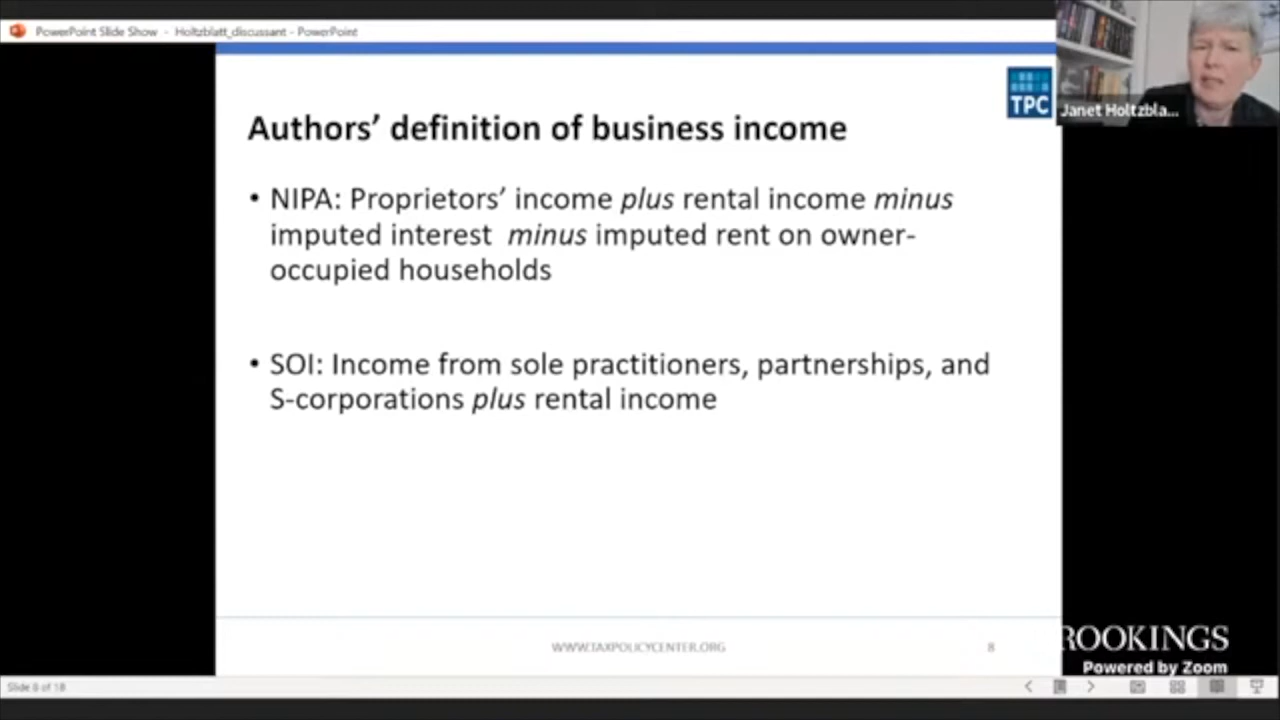 PowerPoint Slide Show - Holtzblatt_discussant - PowerPoint
TPC
Janet Holtzbla...
Authors' definition of business income
• NIPA: Proprietors' income plus rental income minus
imputed interest minus imputed rent on owner-
occupied households
• SOI: Income from sole practitioners, partnerships, and
S-corporations plus rental income
WWW.TAXPOLICYCENTER.ORG
8
ROOKINGS
Powered by Zoom
Slide 8 of 18